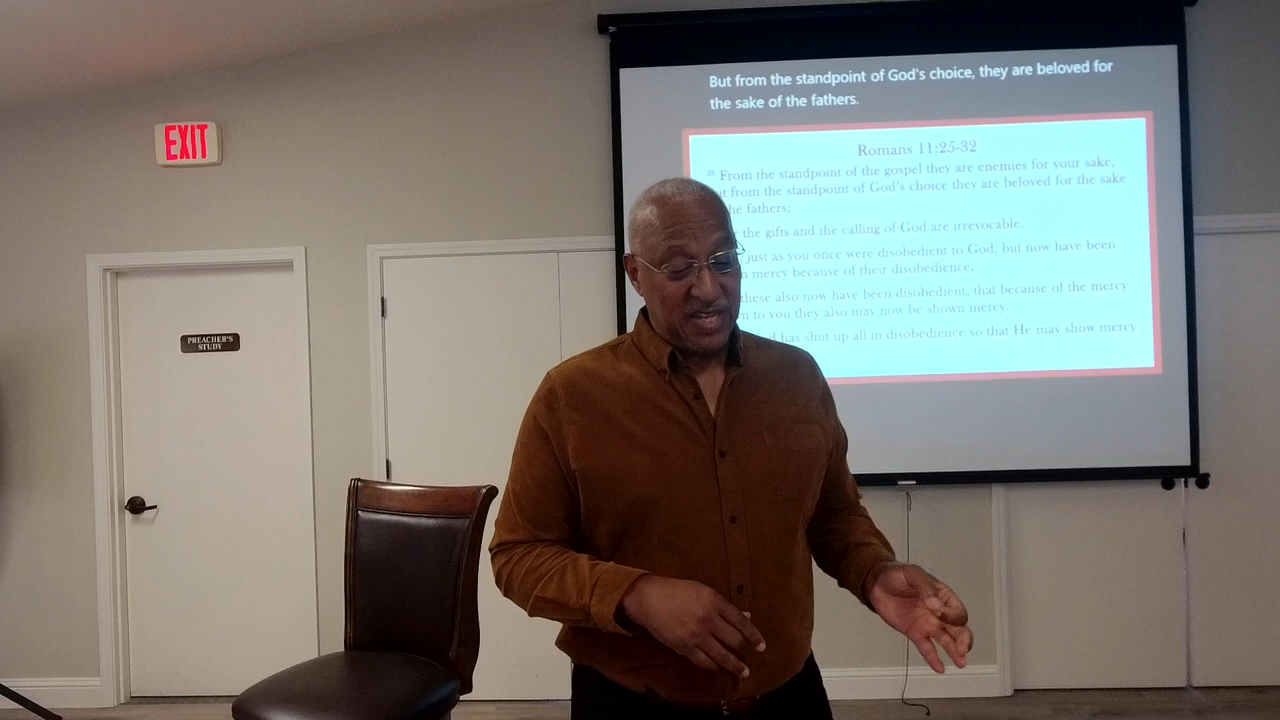 But from the standpoint of God's choice, they are beloved for
the sake of the fathers.
EXIT
Romans 11:25-32
28 From the standpoint of the gospel they are enemies for your sake,
from the standpoint of God's choice they are beloved for the sake
fathers;
the gifts and the calling of God are irrevocable.
just as you once were disobedient to God, but now have been
mercy because of their disobedience,
these also now have been disobedient, that because of the mercy
to you they also may now be shown mercy
has shut up all in disobedience so that He may show mercy
PREACHER'S
STUDY